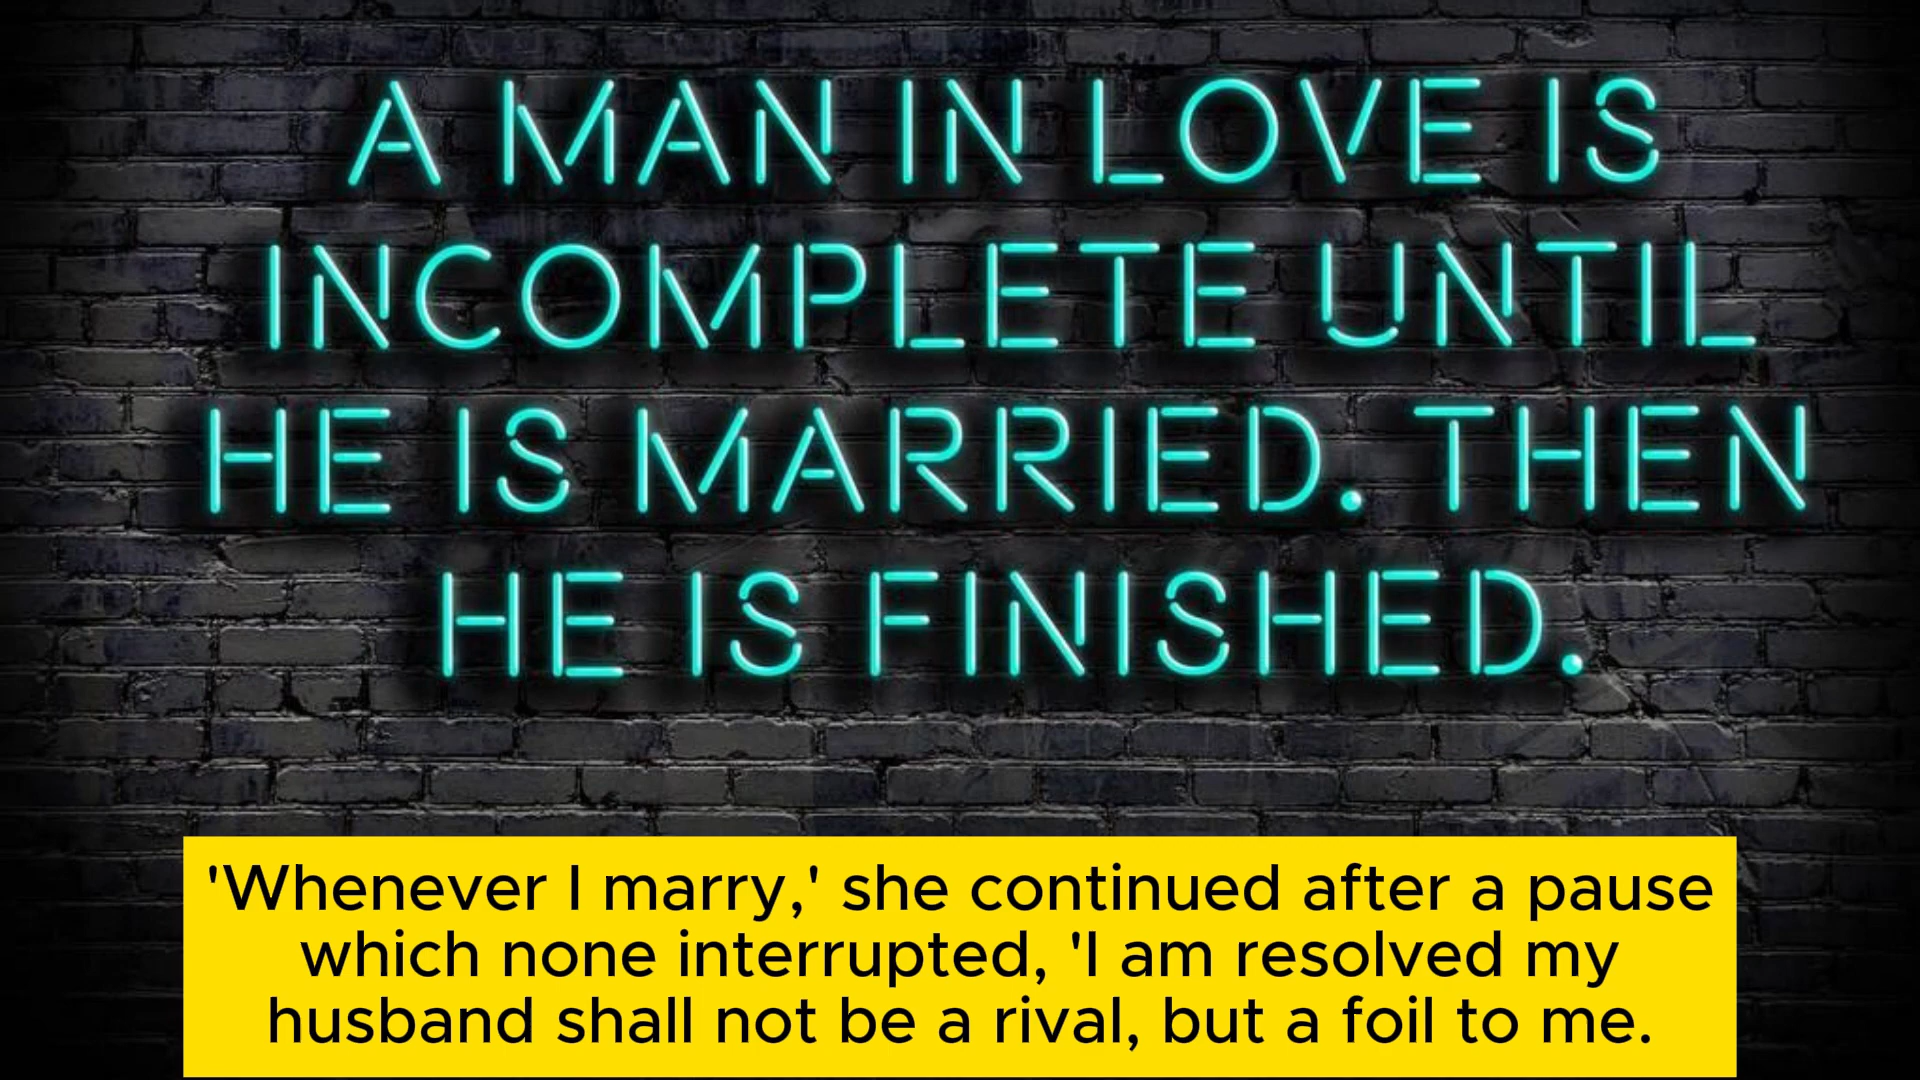 A MAN IN LOVE IS
INCOMPLETE UNTIL
HE IS MARRIED. THEN
HE IS FINISHED.
'Whenever I marry,' she continued after a pause
which none interrupted, 'I am resolved my
husband shall not be a rival, but a foil to me.